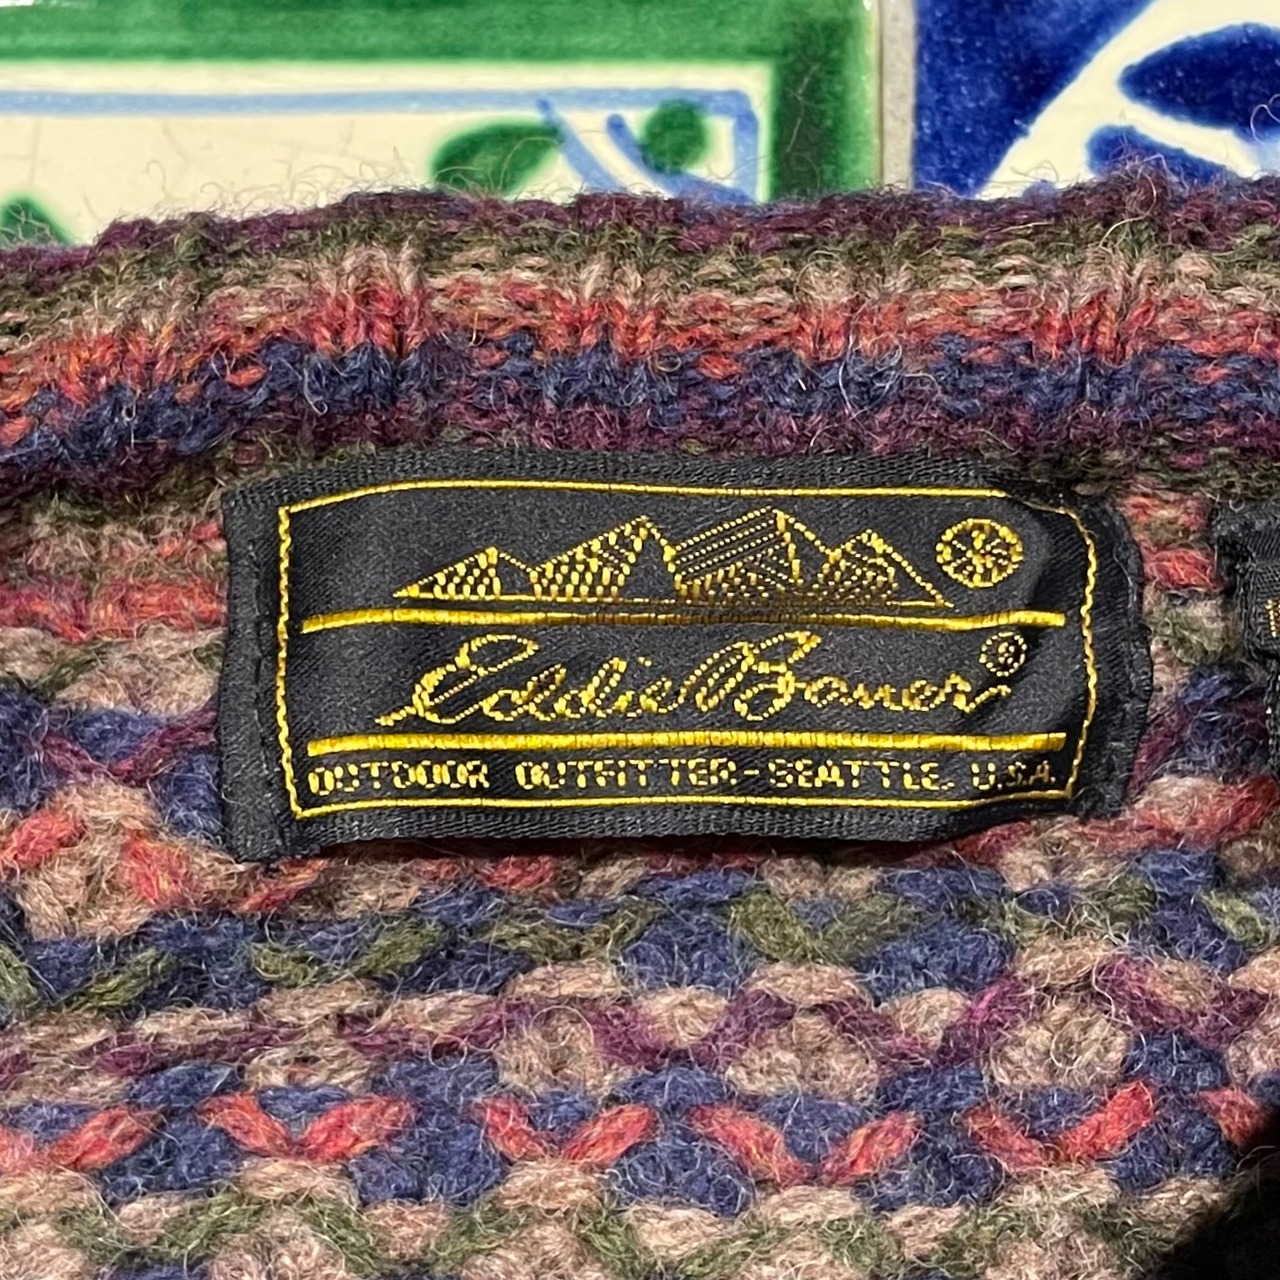 Eddie Bauer®
OUTDOOR OUTFITTER-SEATTLE, U.S.A.